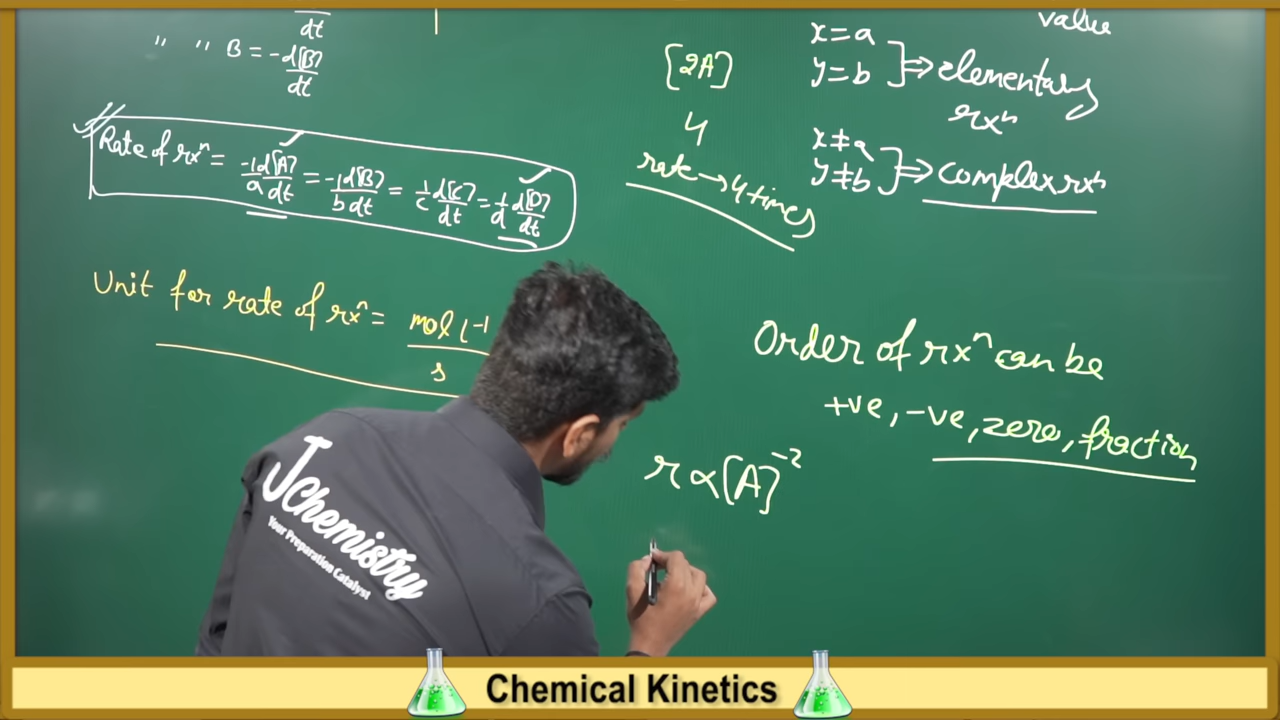 dt
" " B = -d[B]/dt
Rate of rxⁿ = -1/a d[A]/dt = -1/b d[B]/dt = 1/c d[C]/dt = 1/d d[D]/dt
Unit for rate of rxⁿ = mol L⁻¹/s
[2A]
4
rate → 4 times
value
x = a
y = b
⇒ elementary
rxⁿ
x ≠ a
y ≠ b
⇒ complex rxⁿ
Order of rxⁿ can be
+ve, -ve, zero, fraction
r ∝ [A]⁻²
JChemistry
Your Preparation Catalyst
Chemical Kinetics